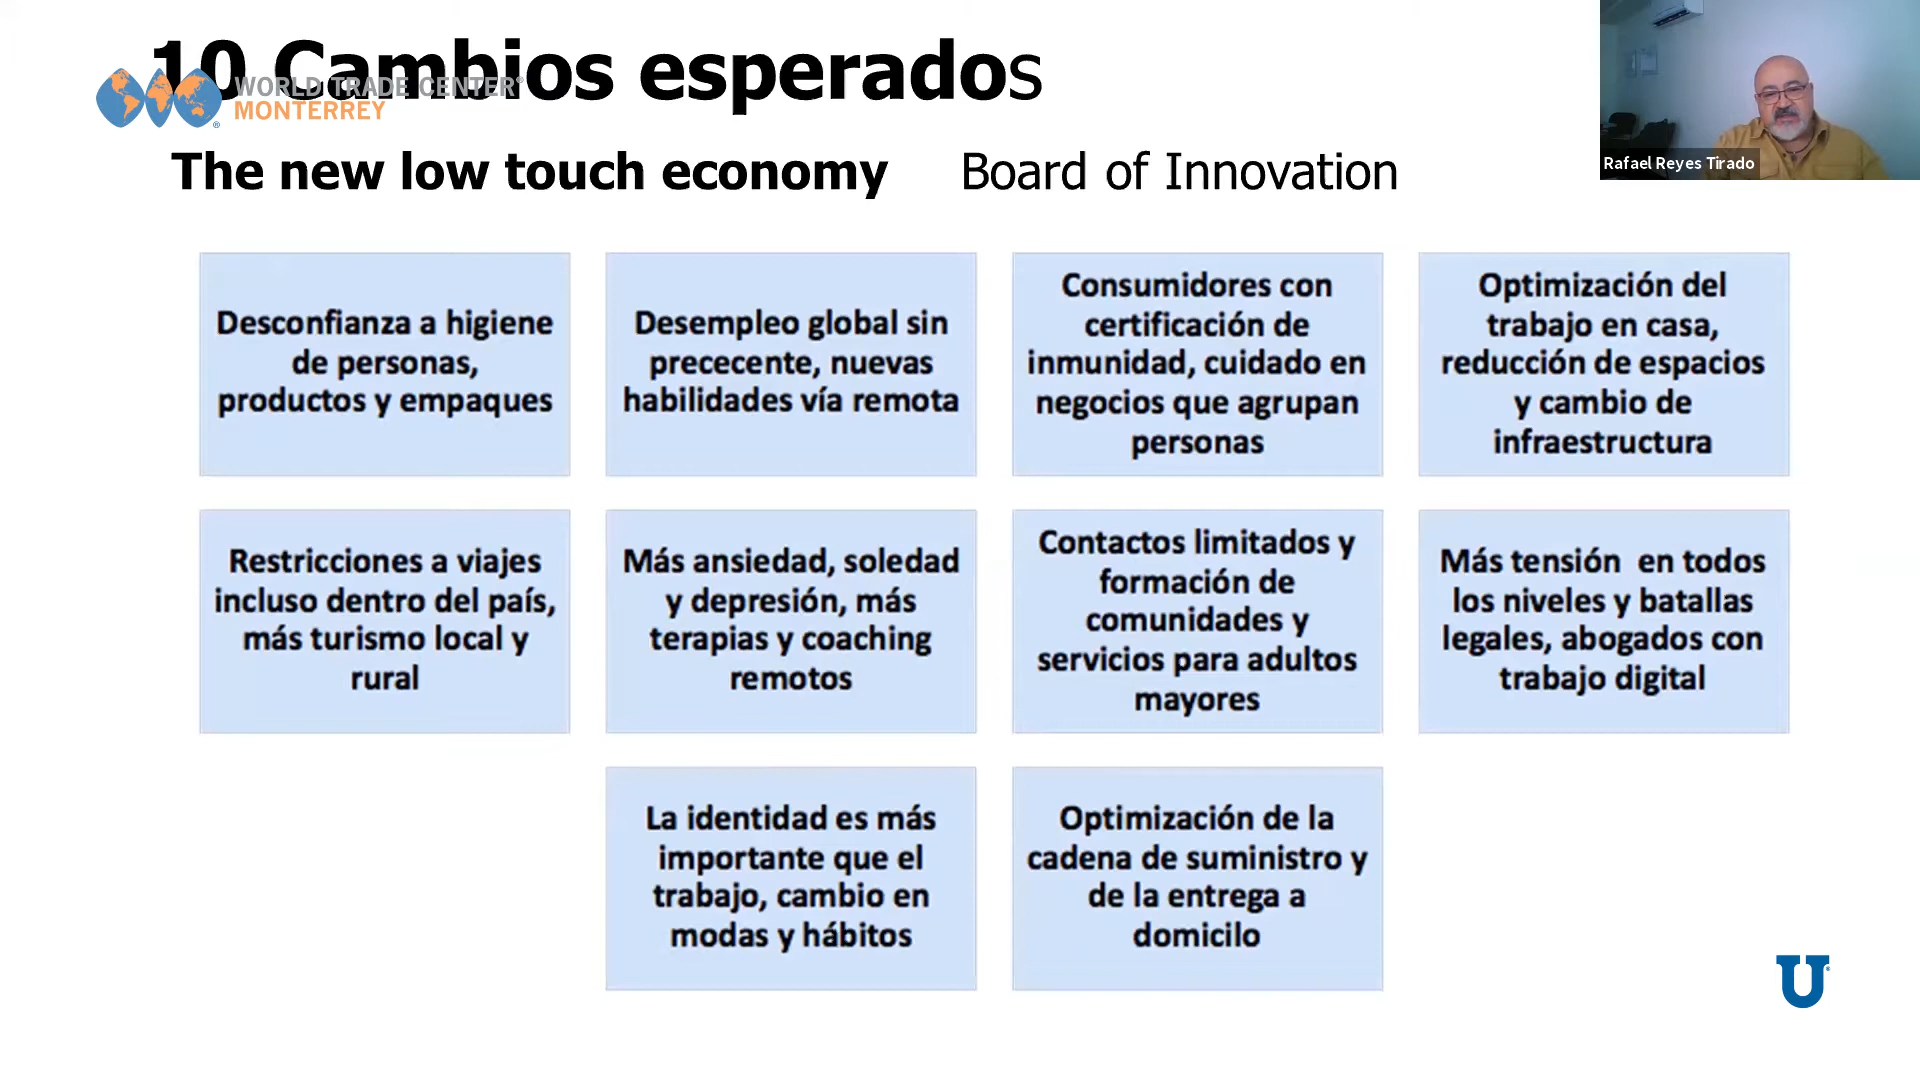 10 Cambios esperados
WORLD TRADE CENTER®
MONTERREY
®
The new low touch economy Board of Innovation
Rafael Reyes Tirado
Desconfianza a higiene
de personas,
productos y empaques
Desempleo global sin
prececente, nuevas
habilidades vía remota
Consumidores con
certificación de
inmunidad, cuidado en
negocios que agrupan
personas
Optimización del
trabajo en casa,
reducción de espacios
y cambio de
infraestructura
Restricciones a viajes
incluso dentro del país,
más turismo local y
rural
Más ansiedad, soledad
y depresión, más
terapias y coaching
remotos
Contactos limitados y
formación de
comunidades y
servicios para adultos
mayores
Más tensión en todos
los niveles y batallas
legales, abogados con
trabajo digital
La identidad es más
importante que el
trabajo, cambio en
modas y hábitos
Optimización de la
cadena de suministro y
de la entrega a
domicilo
U®